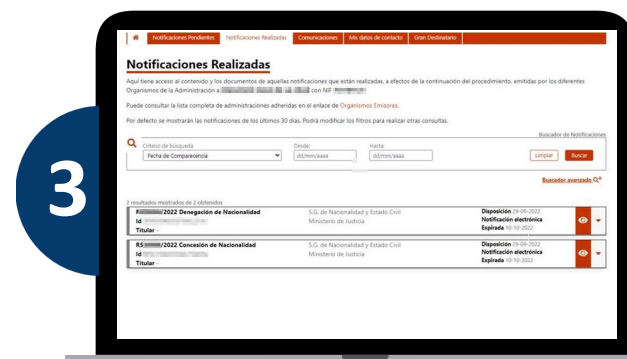 3
Notificaciones Pendientes Notificaciones Realizadas Comunicaciones Mis datos de contacto Gran Destinatario
Notificaciones Realizadas
Aquí tiene acceso al contenido y los documentos de aquellas notificaciones que están realizadas, a efectos de la continuación del procedimiento, emitidas por los diferentes
Organismos de la Administración a con NIF
Puede consultar la lista completa de administraciones adheridas en el enlace de Organismos Emisores.
Por defecto se mostrarán las notificaciones de los últimos 30 días. Podrá modificar los filtros para realizar otras consultas.
Buscador de Notificaciones
Criterio de búsqueda Desde: Hasta:
Fecha de Comparecencia dd/mm/aaaa dd/mm/aaaa Limpiar Buscar
Buscador avanzado
2 resultados mostrados de 2 obtenidos
/2022 Denegación de Nacionalidad S.G. de Nacionalidad y Estado Civil Disposición 29-09-2022
Id Ministerio de Justicia Notificación electrónica
Titular - Expirada 10-10-2022
RS /2022 Concesión de Nacionalidad S.G. de Nacionalidad y Estado Civil Disposición 29-09-2022
Id Ministerio de Justicia Notificación electrónica
Titular - Expirada 10-10-2022